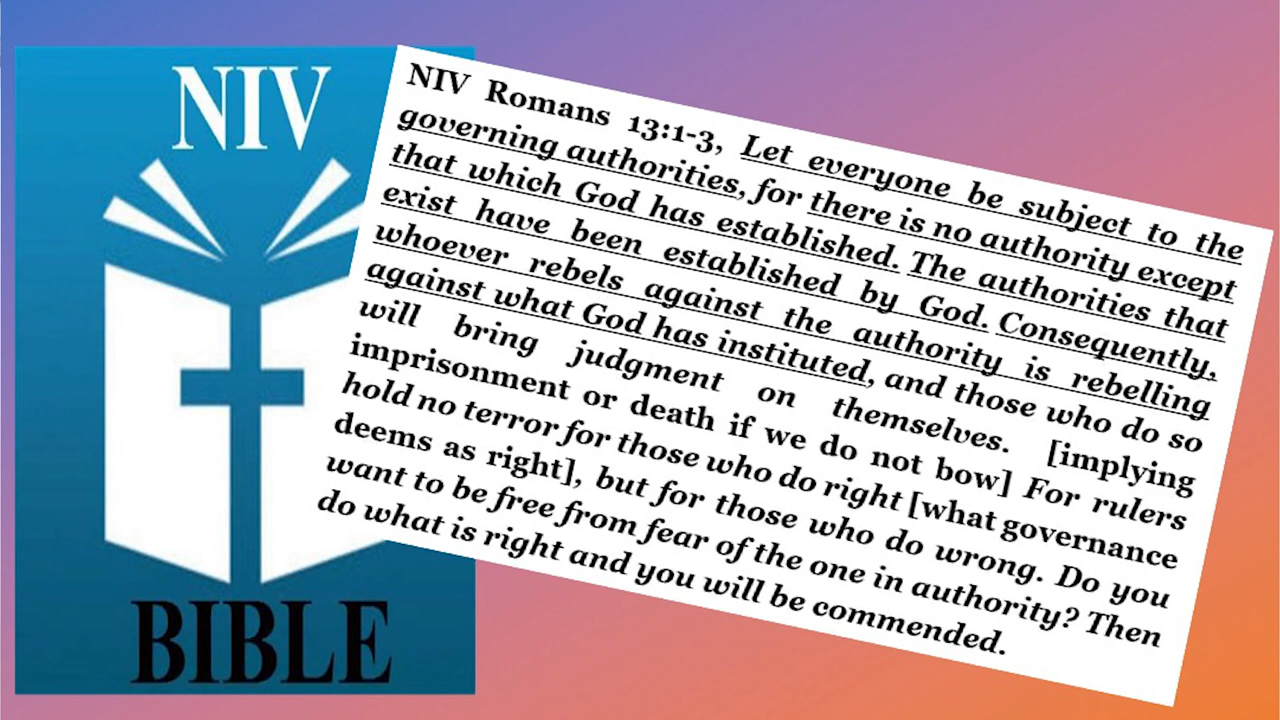 NIV
BIBLE
NIV Romans 13:1-3, Let everyone be subject to the
governing authorities, for there is no authority except
that which God has established. The authorities that
exist have been established by God. Consequently,
whoever rebels against the authority is rebelling
against what God has instituted, and those who do so
will bring judgment on themselves. [implying
imprisonment or death if we do not bow] For rulers
hold no terror for those who do right [what governance
deems as right], but for those who do wrong. Do you
want to be free from fear of the one in authority? Then
do what is right and you will be commended.